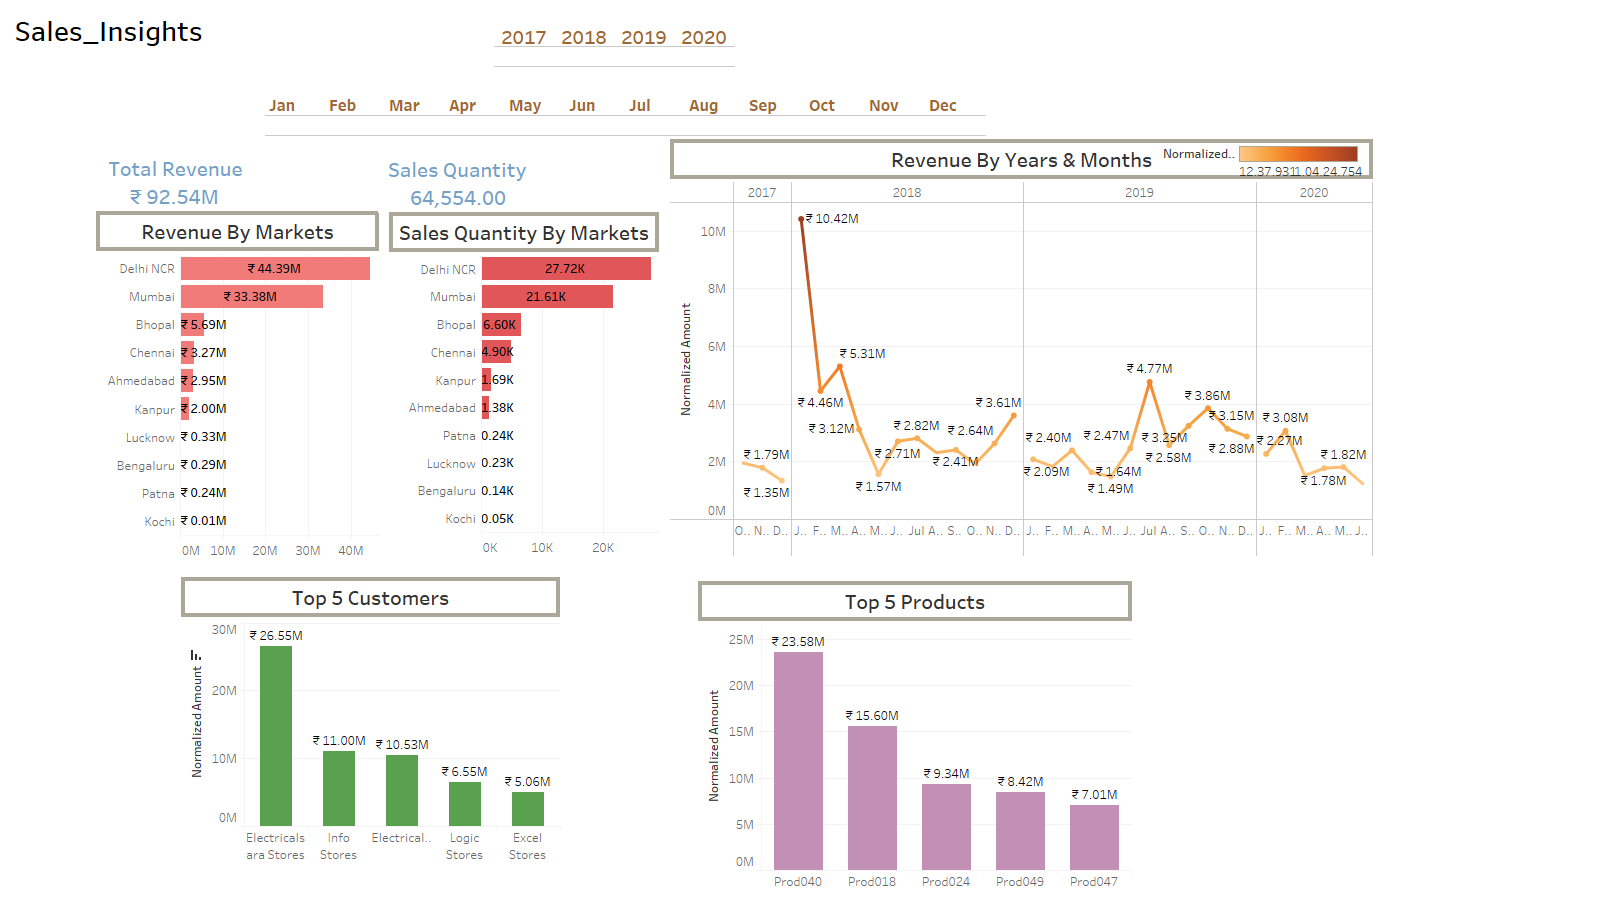 Sales_Insights
2017 2018 2019 2020
Jan Feb Mar Apr May Jun Jul Aug Sep Oct Nov Dec
Total Revenue
₹ 92.54M
Sales Quantity
64,554.00
Revenue By Markets
Delhi NCR ₹ 44.39M
Mumbai ₹ 33.38M
Bhopal ₹ 5.69M
Chennai ₹ 3.27M
Ahmedabad ₹ 2.95M
Kanpur ₹ 2.00M
Lucknow ₹ 0.33M
Bengaluru ₹ 0.29M
Patna ₹ 0.24M
Kochi ₹ 0.01M
0M 10M 20M 30M 40M
Sales Quantity By Markets
Delhi NCR 27.72K
Mumbai 21.61K
Bhopal 6.60K
Chennai 4.90K
Kanpur 1.69K
Ahmedabad 1.38K
Patna 0.24K
Lucknow 0.23K
Bengaluru 0.14K
Kochi 0.05K
0K 10K 20K
Revenue By Years & Months
Normalized..
12,37,931 1,04,24,754
2017 2018 2019 2020
Normalized Amount
10M
8M
6M
4M
2M
0M
₹ 1.79M
₹ 1.35M
₹ 10.42M
₹ 4.46M
₹ 5.31M
₹ 3.12M
₹ 1.57M
₹ 2.71M
₹ 2.82M
₹ 2.41M
₹ 2.64M
₹ 3.61M
₹ 2.40M
₹ 2.09M
₹ 2.47M
₹ 1.64M
₹ 1.49M
₹ 4.77M
₹ 3.25M
₹ 2.58M
₹ 3.86M
₹ 3.15M
₹ 2.88M
₹ 2.27M
₹ 3.08M
₹ 1.78M
₹ 1.82M
O.. N.. D.. J.. F.. M.. A.. M.. J.. Jul A.. S.. O.. N.. D.. J.. F.. M.. A.. M.. J.. Jul A.. S.. O.. N.. D.. J.. F.. M.. A.. M.. J..
Top 5 Customers
Normalized Amount
30M
20M
10M
0M
₹ 26.55M
₹ 11.00M
₹ 10.53M
₹ 6.55M
₹ 5.06M
Electricals Info Electrical.. Logic Excel
ara Stores Stores Stores Stores
Top 5 Products
Normalized Amount
25M
20M
15M
10M
5M
0M
₹ 23.58M
₹ 15.60M
₹ 9.34M
₹ 8.42M
₹ 7.01M
Prod040 Prod018 Prod024 Prod049 Prod047